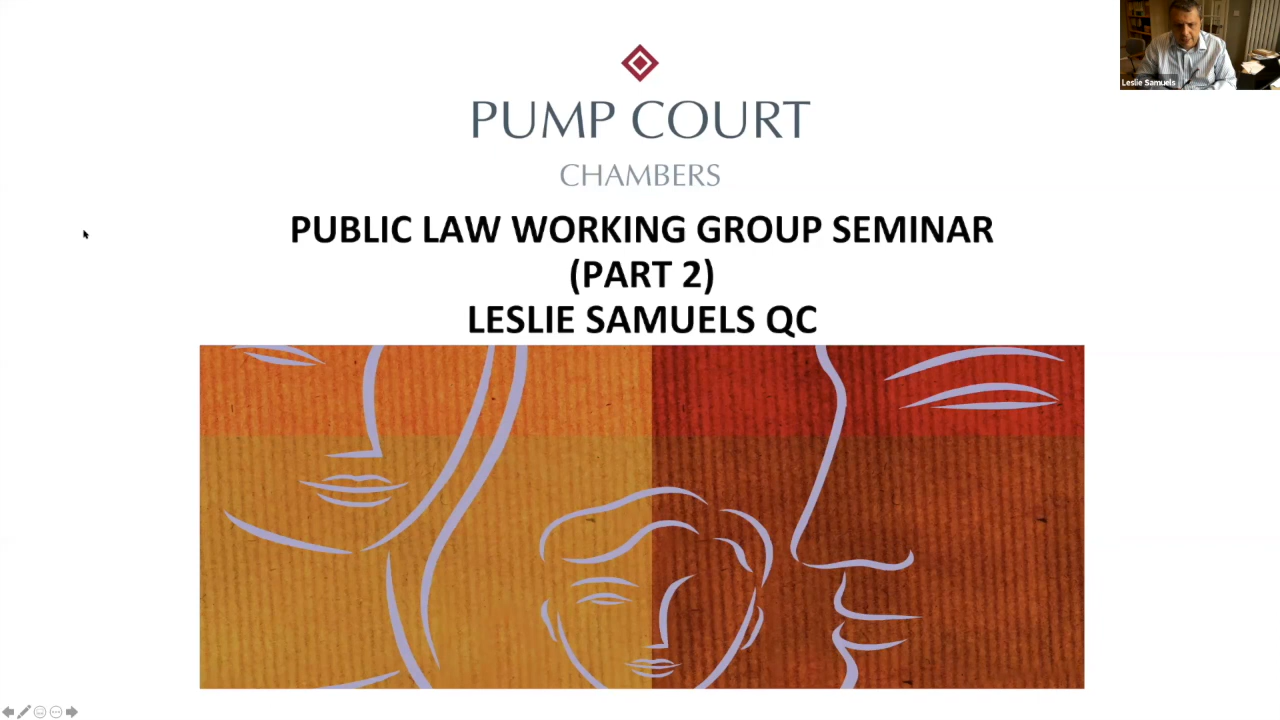 PUMP COURT
CHAMBERS
PUBLIC LAW WORKING GROUP SEMINAR
(PART 2)
LESLIE SAMUELS QC
Leslie Samuels